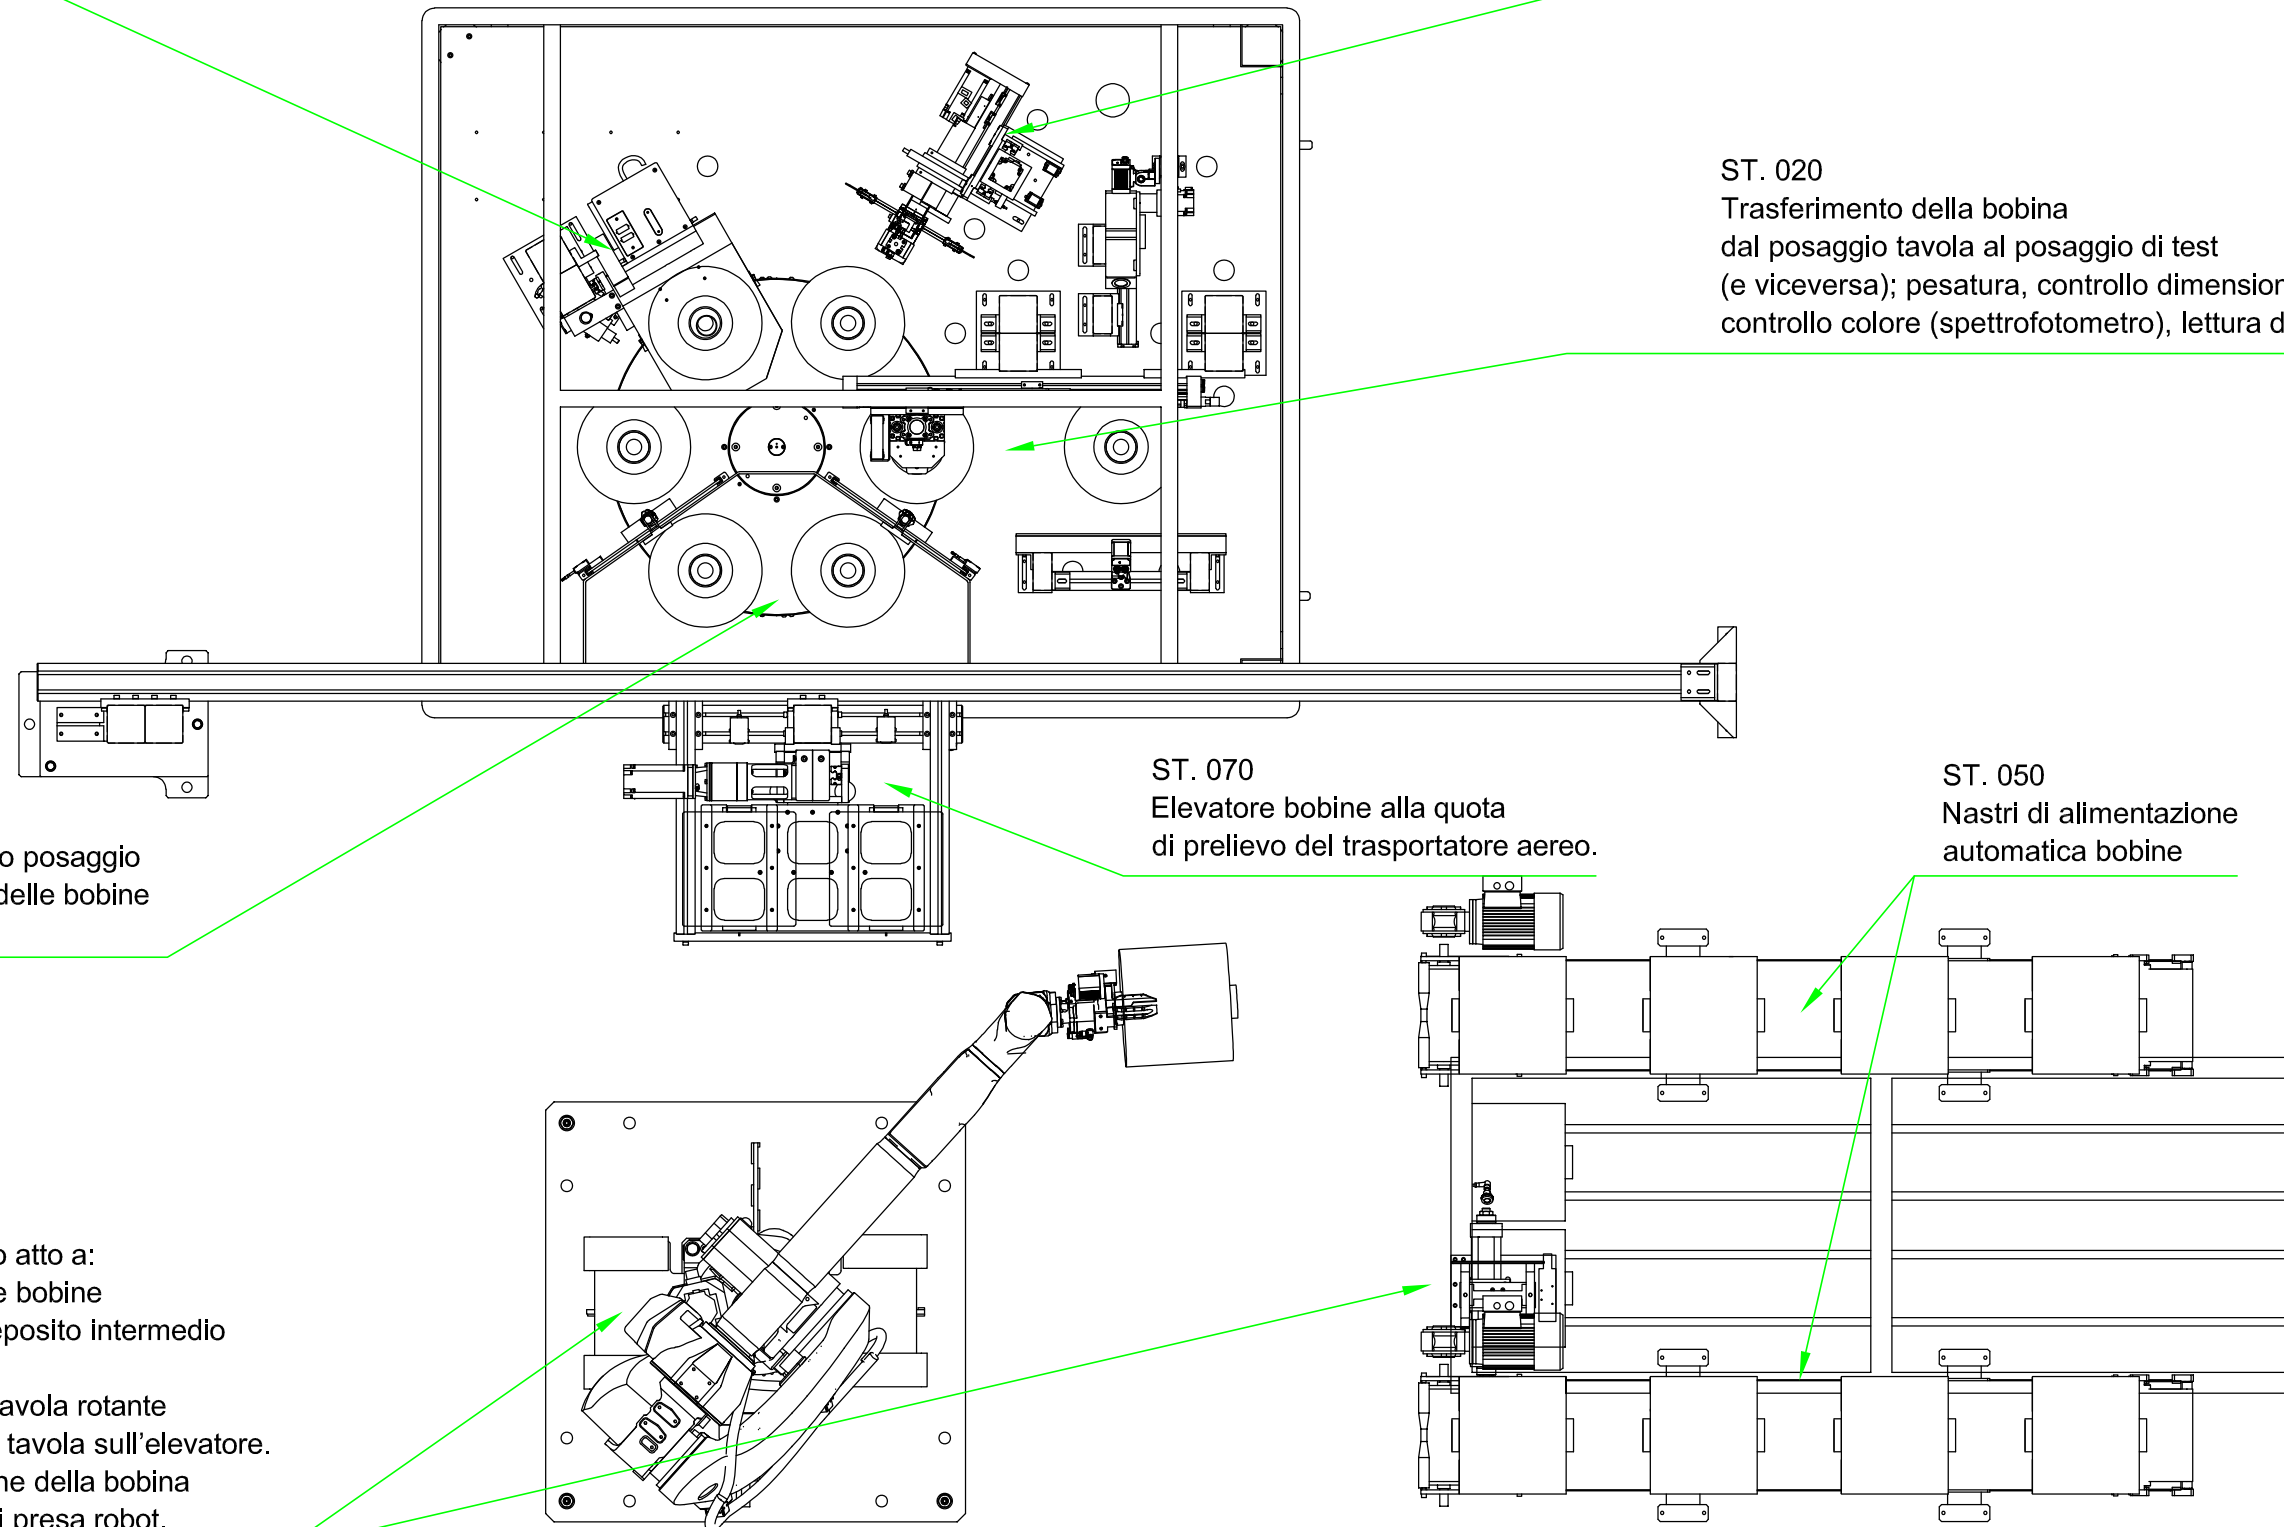 ST. 020
Trasferimento della bobina
dal posaggio tavola al posaggio di test
(e viceversa); pesatura, controllo dimension
controllo colore (spettrofotometro), lettura d
ST. 070
Elevatore bobine alla quota
di prelievo del trasportatore aereo.
ST. 050
Nastri di alimentazione
automatica bobine
o posaggio
delle bobine
o atto a:
e bobine
eposito intermedio
avola rotante
tavola sull'elevatore.
ne della bobina
i presa robot.